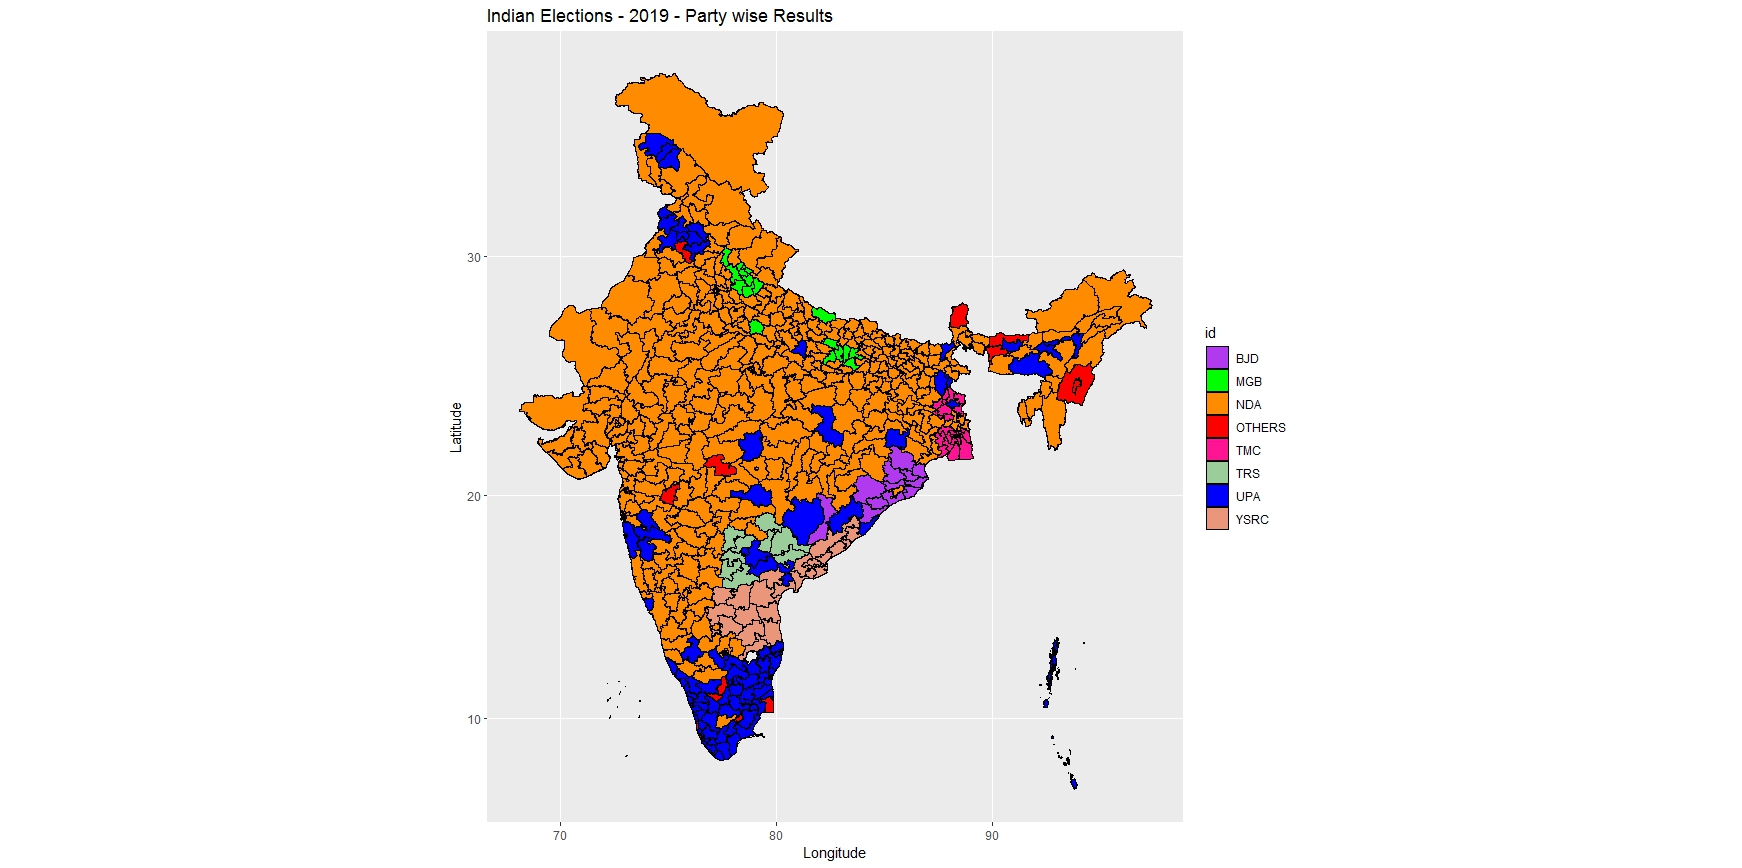 Indian Elections - 2019 - Party wise Results
30
20
10
Latitude
70
80
90
Longitude
id
BJD
MGB
NDA
OTHERS
TMC
TRS
UPA
YSRC